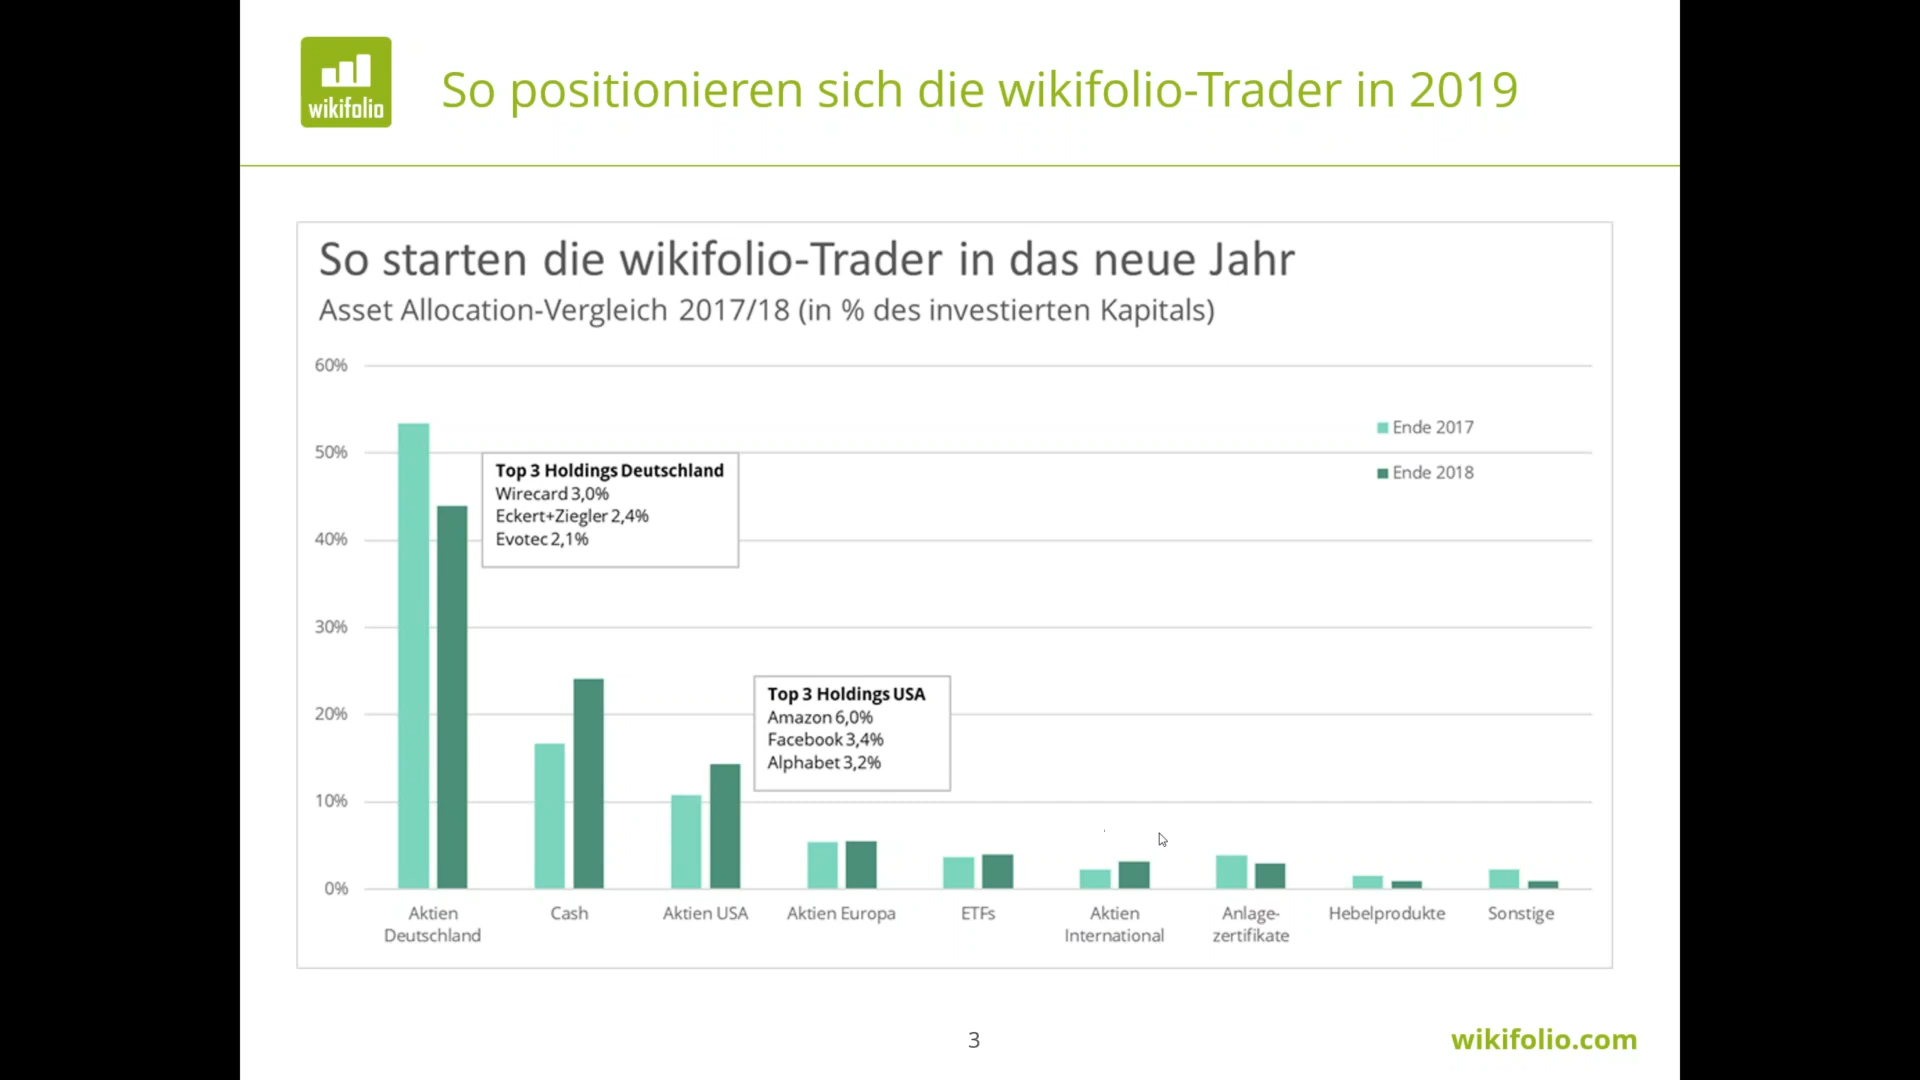 wikifolio
So positionieren sich die wikifolio-Trader in 2019
So starten die wikifolio-Trader in das neue Jahr
Asset Allocation-Vergleich 2017/18 (in % des investierten Kapitals)
60%
50%
40%
30%
20%
10%
0%
Ende 2017
Ende 2018
Top 3 Holdings Deutschland
Wirecard 3,0%
Eckert+Ziegler 2,4%
Evotec 2,1%
Top 3 Holdings USA
Amazon 6,0%
Facebook 3,4%
Alphabet 3,2%
Aktien
Deutschland
Cash
Aktien USA
Aktien Europa
ETFs
Aktien
International
Anlage-
zertifikate
Hebelprodukte
Sonstige
3
wikifolio.com